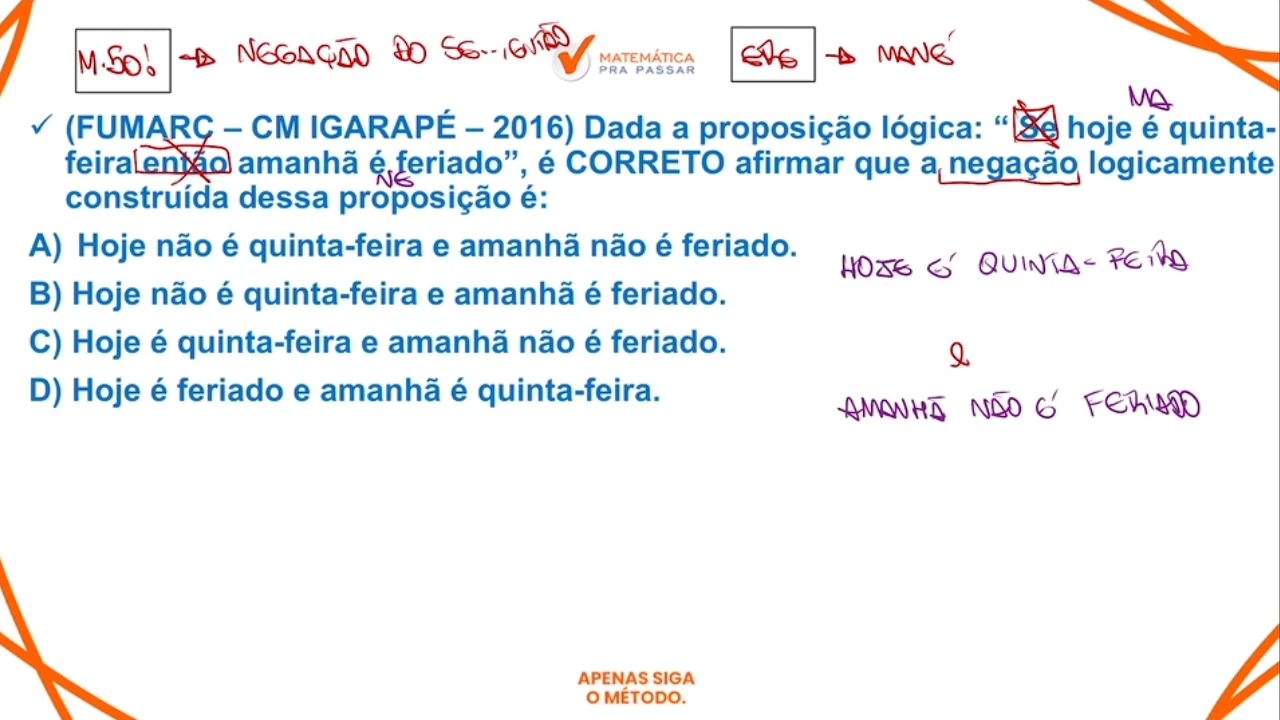 M.50! → NEGAÇÃO DO SE..., ENTÃO
MATEMÁTICA
PRA PASSAR
→ MANÉ
MA
✓ (FUMARC – CM IGARAPÉ – 2016) Dada a proposição lógica: “ Se hoje é quinta-
feira então amanhã é feriado”, é CORRETO afirmar que a negação logicamente
NE
construída dessa proposição é:
A) Hoje não é quinta-feira e amanhã não é feriado.
HOJE É QUINTA-FEIRA
B) Hoje não é quinta-feira e amanhã é feriado.
C) Hoje é quinta-feira e amanhã não é feriado.
e
D) Hoje é feriado e amanhã é quinta-feira.
AMANHÃ NÃO É FERIADO
APENAS SIGA
O MÉTODO.